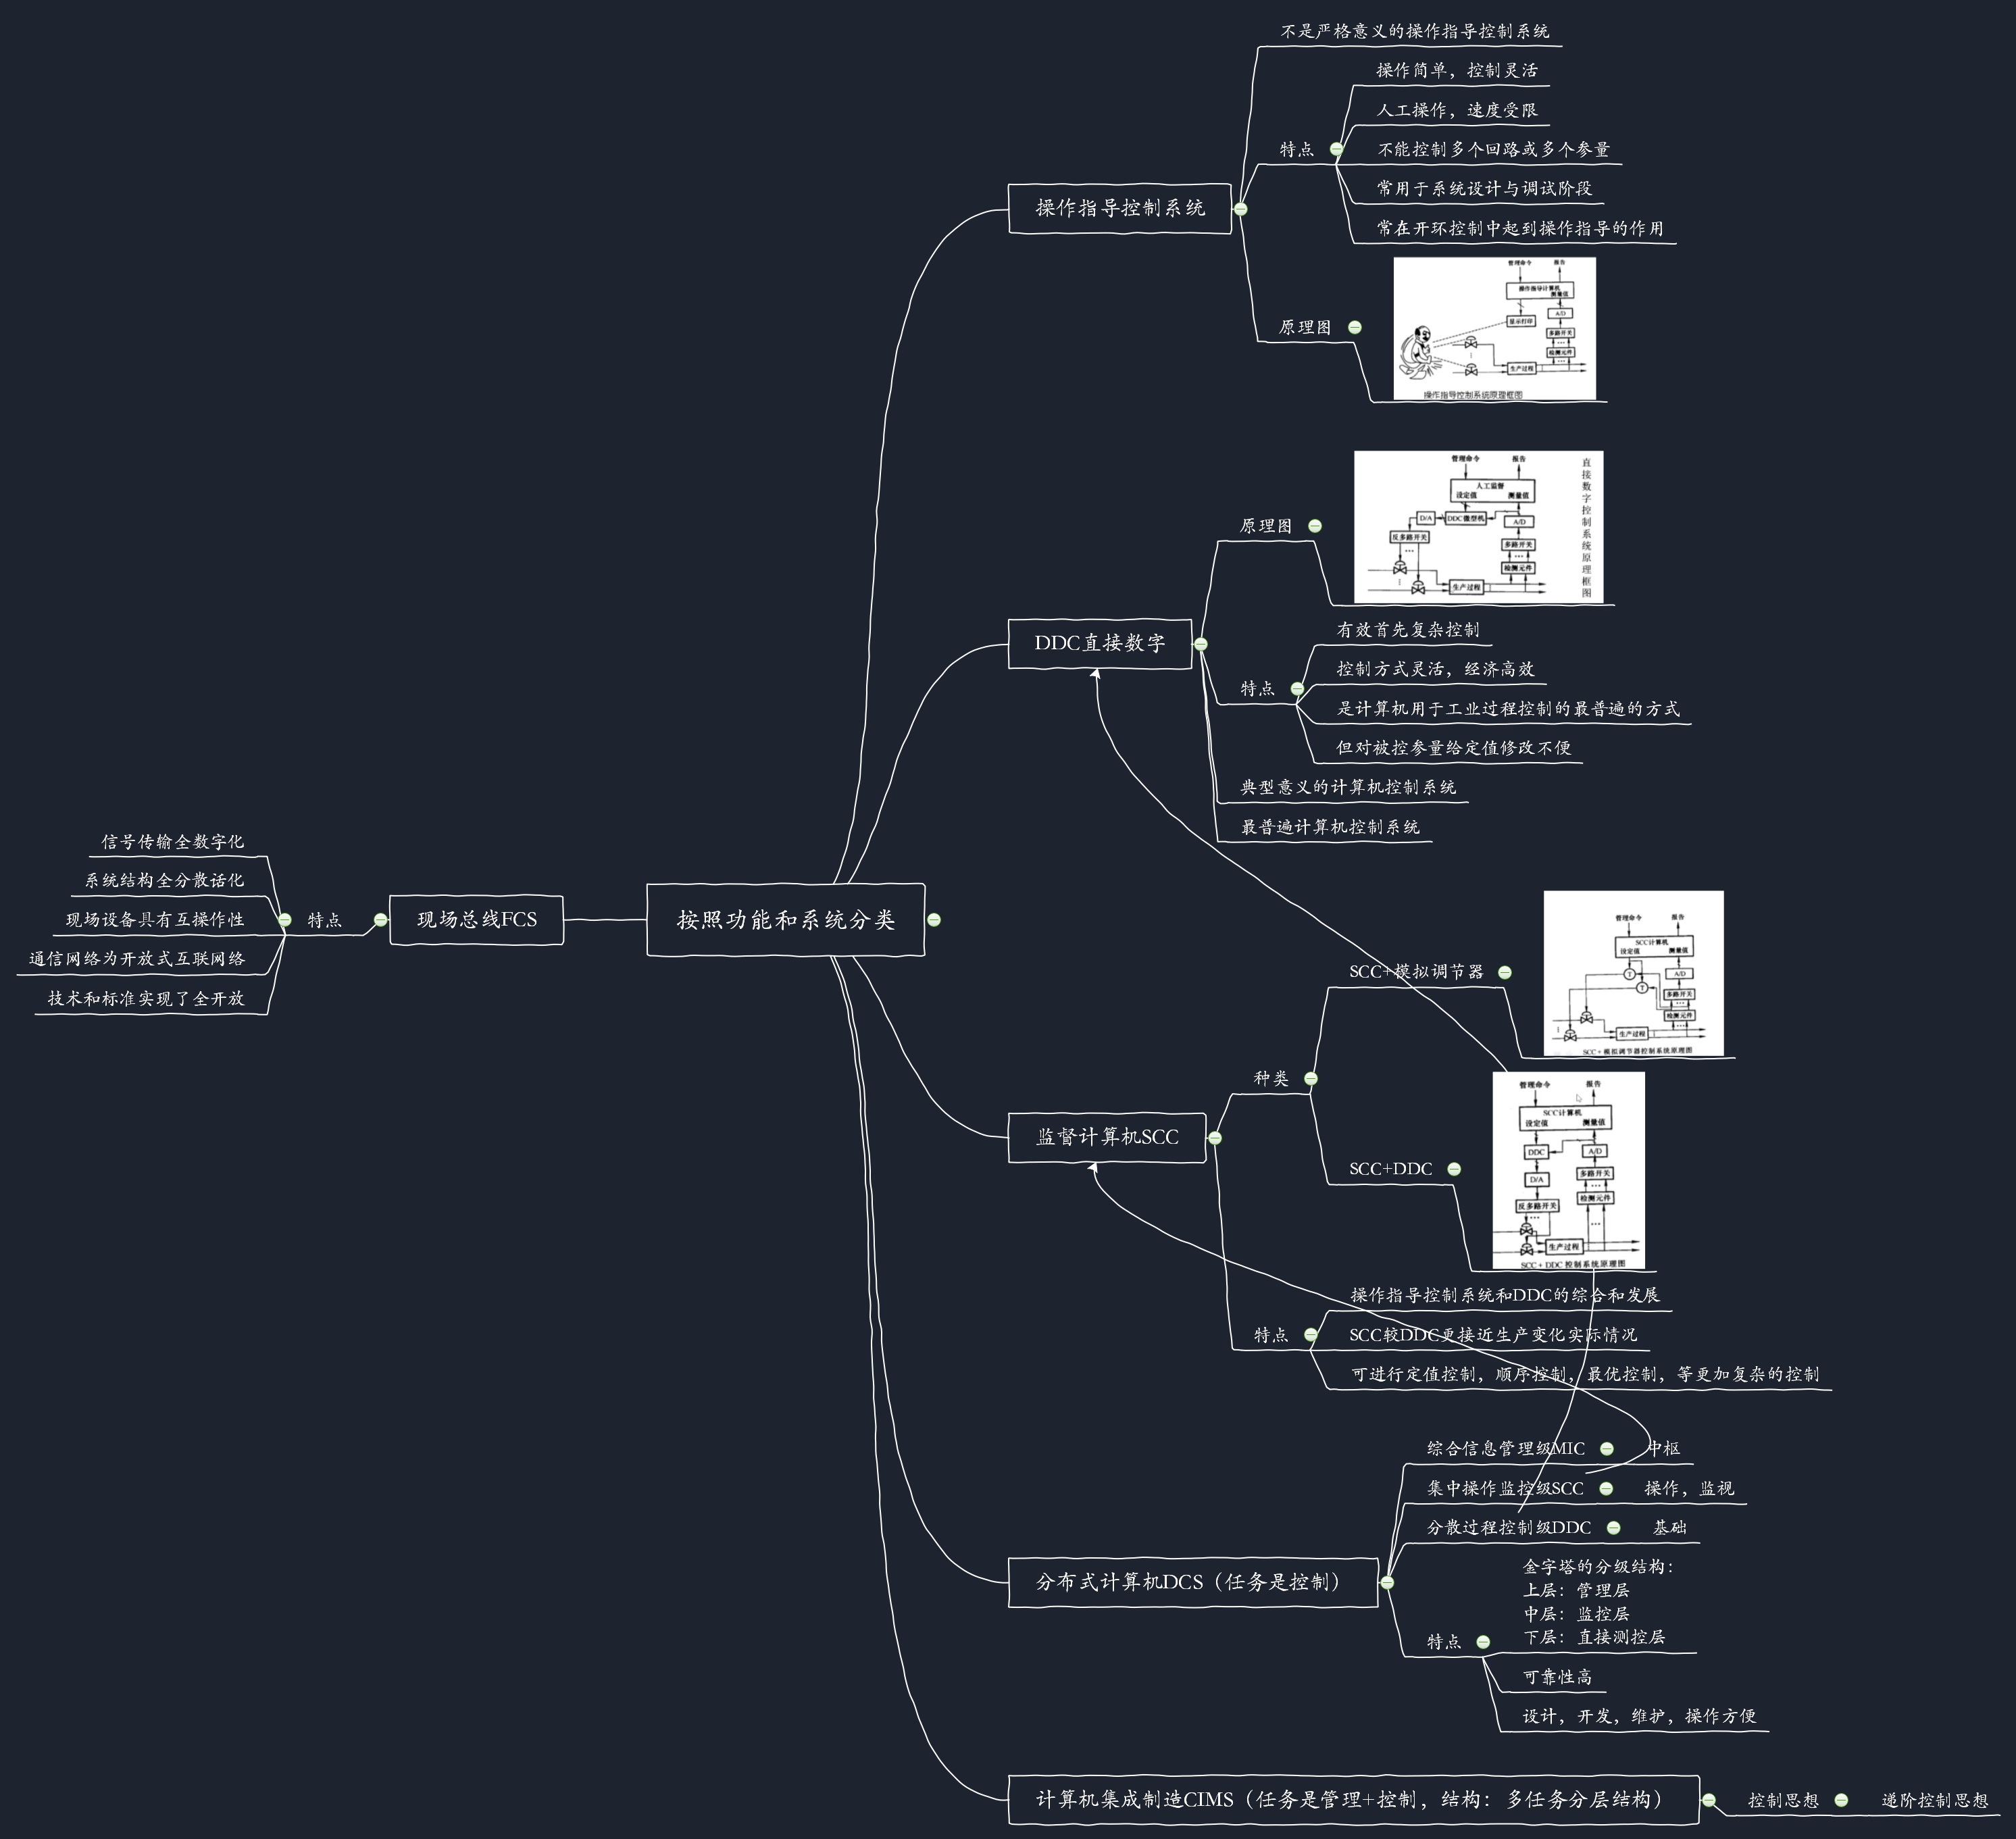 按照功能和系统分类
操作指导控制系统
不是严格意义的操作指导控制系统
特点
操作简单，控制灵活
人工操作，速度受限
不能控制多个回路或多个参量
常用于系统设计与调试阶段
常在开环控制中起到操作指导的作用
原理图
管理命令
报告
操作指导计算机
测量值
显示打印
A/D
多路开关
检测元件
生产过程
操作指导控制系统原理框图
DDC直接数字
原理图
管理命令
报告
人工监督
设定值
测量值
D/A
DDC微型机
A/D
反多路开关
多路开关
检测元件
生产过程
直接数字控制系统原理框图
特点
有效首先复杂控制
控制方式灵活，经济高效
是计算机用于工业过程控制的最普遍的方式
但对被控参量给定值修改不便
典型意义的计算机控制系统
最普遍计算机控制系统
监督计算机SCC
种类
SCC+模拟调节器
管理命令
报告
SCC计算机
设定值
测量值
T
A/D
T
多路开关
检测元件
生产过程
SCC+模拟调节器控制系统原理图
SCC+DDC
管理命令
报告
SCC计算机
设定值
测量值
DDC
A/D
D/A
多路开关
检测元件
反多路开关
生产过程
SCC+DDC 控制系统原理图
特点
操作指导控制系统和DDC的综合和发展
SCC较DDC更接近生产变化实际情况
可进行定值控制，顺序控制，最优控制，等更加复杂的控制
分布式计算机DCS（任务是控制）
综合信息管理级MIC
中枢
集中操作监控级SCC
操作，监视
分散过程控制级DDC
基础
特点
金字塔的分级结构：
上层：管理层
中层：监控层
下层：直接测控层
可靠性高
设计，开发，维护，操作方便
计算机集成制造CIMS（任务是管理+控制，结构：多任务分层结构）
控制思想
递阶控制思想
现场总线FCS
特点
信号传输全数字化
系统结构全分散话化
现场设备具有互操作性
通信网络为开放式互联网络
技术和标准实现了全开放